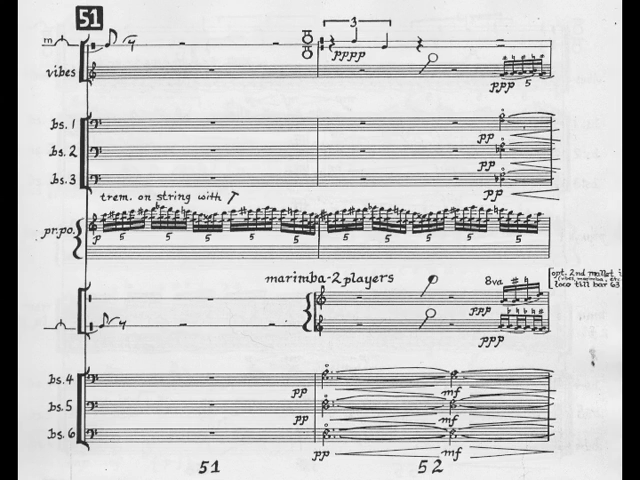 51
m
3
pppp
vibes
ppp 5
bs. 1
pp
bs. 2
pp
bs. 3
pp
trem. on string with
pr.po.
p 5 5 5 5 5 5 5 5 5 5
marimba-2 players
8va
opt. 2nd mallet
loco till bar 63
ppp
ppp
bs. 4
pp mf
bs. 5
pp mf
bs. 6
pp mf
51 52